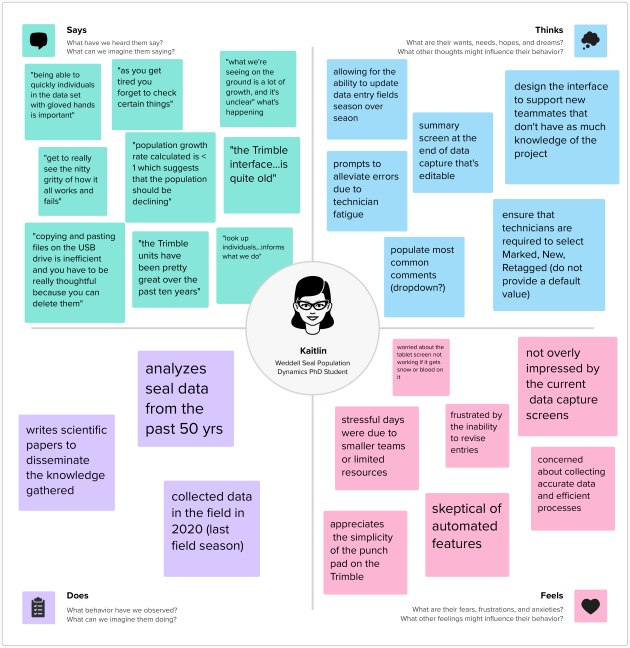 Says
What have we heard them say?
What can we imagine them saying?
"being able to
quickly individuals
in the data set
with gloved hands
is important"
"as you get
tired you
forget to check
certain things"
"what we're
seeing on the
ground is a lot of
growth, and it's
unclear" what's
happening
"get to really
see the nitty
gritty of how it
all works and
fails"
"population growth
rate calculated is <
1 which suggests
that the population
should be
declining"
"the Trimble
interface...is
quite old"
"copying and pasting
files on the USB
drive is inefficient
and you have to be
really thoughtful
because you can
delete them"
"the Trimble
units have
been pretty
great over the
past ten years"
"look up
individuals,..informs
what we do"
Thinks
What are their wants, needs, hopes, and dreams?
What other thoughts might influence their behavior?
allowing for the
ability to update
data entry fields
season over
seaon
summary
screen at the
end of data
capture that's
editable
design the interface
to support new
teammates that
don't have as much
knowledge of the
project
prompts to
alleviate errors
due to
technician
fatigue
populate most
common
comments
(dropdown?)
ensure that
technicians are
required to select
Marked, New,
Retagged (do not
provide a default
value)
Kaitlin
Weddell Seal Population
Dynamics PhD Student
analyzes
seal data
from the
past 50 yrs
writes scientific
papers to
disseminate
the knowledge
gathered
collected data
in the field in
2020 (last
field season)
Does
What behavior have we observed?
What can we imagine them doing?
worried about the
tablet screen not
working if it gets
snow or blood on
it
not overly
impressed by
the current
data capture
screens
stressful days
were due to
smaller teams
or limited
resources
frustrated by
the inability
to revise
entries
concerned
about collecting
accurate data
and efficient
processes
appreciates
the simplicity
of the punch
pad on the
Trimble
skeptical of
automated
features
Feels
What are their fears, frustrations, and anxieties?
What other feelings might influence their behavior?